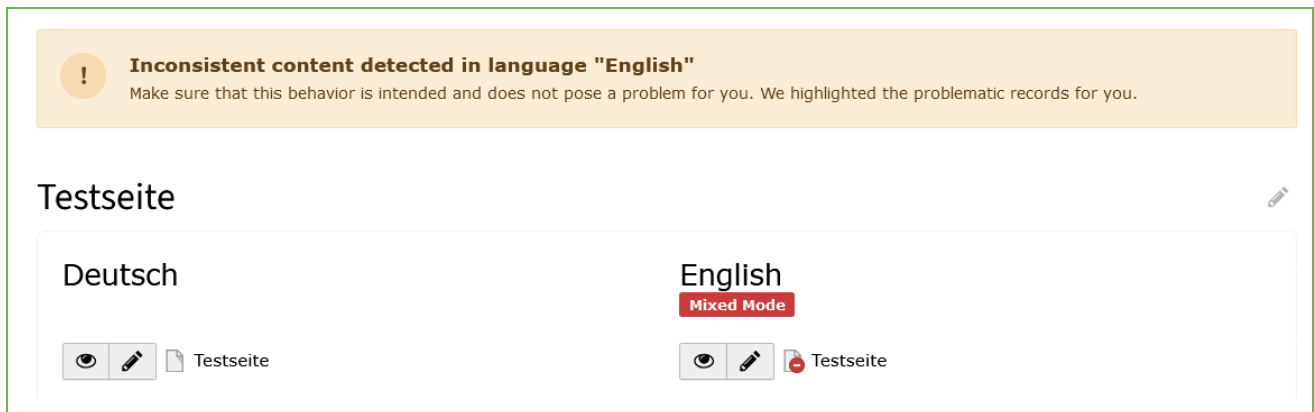 !
Inconsistent content detected in language "English"
Make sure that this behavior is intended and does not pose a problem for you. We highlighted the problematic records for you.
Testseite
Deutsch
English
Mixed Mode
Testseite
Testseite